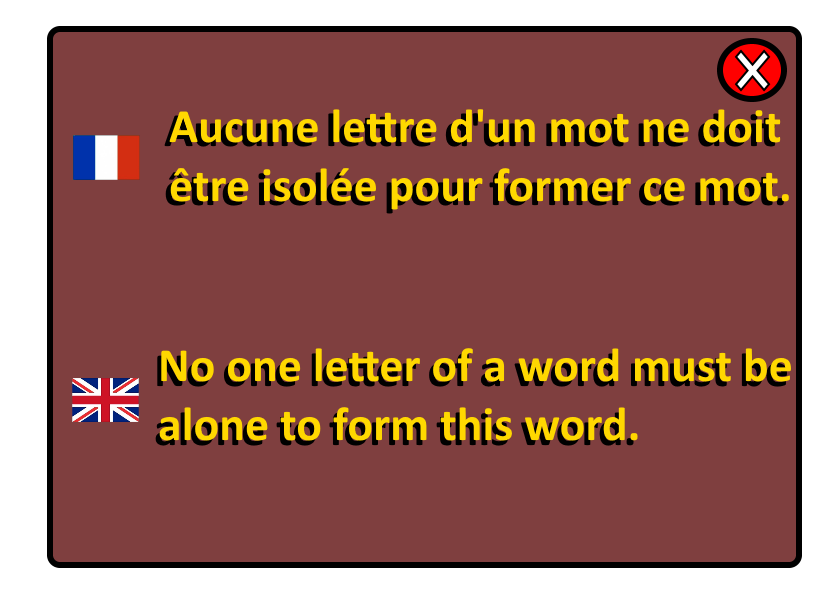 Aucune lettre d'un mot ne doit
être isolée pour former ce mot.
No one letter of a word must be
alone to form this word.